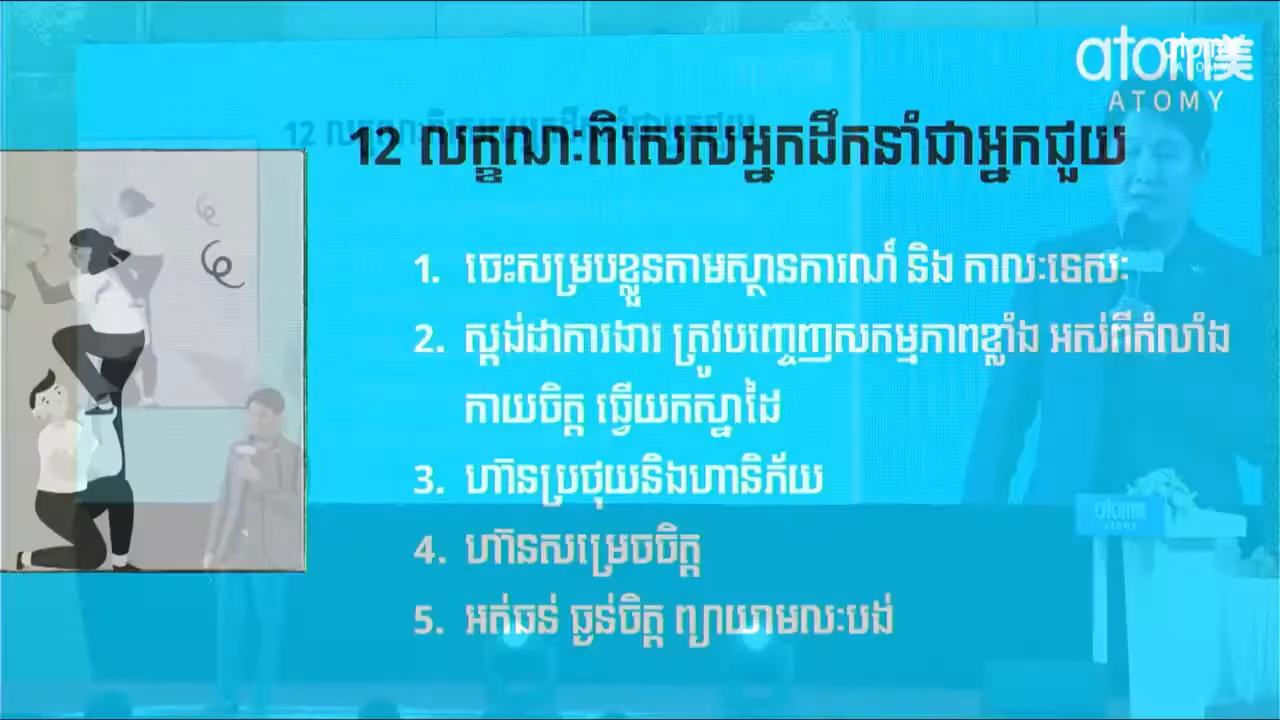 atom美
ATOMY
12 លក្ខណៈពិសេសអ្នកដឹកនាំជាអ្នកជួយ
1. ចេះសម្របខ្លួនតាមស្ថានការណ៍ និង កាលៈទេសៈ
2. ស្តង់ដាការងារ ត្រូវបញ្ចេញសកម្មភាពខ្លាំង អស់ពីកំលាំង
កាយចិត្ត ធ្វើយកស្នាដៃ
3. ហ៊ានប្រថុយនិងហានិភ័យ
4. ហ៊ានសម្រេចចិត្ត
5. អត់ធន់ ធ្ងន់ចិត្ត ព្យាយាមលៈបង់
atom美
ATOMY